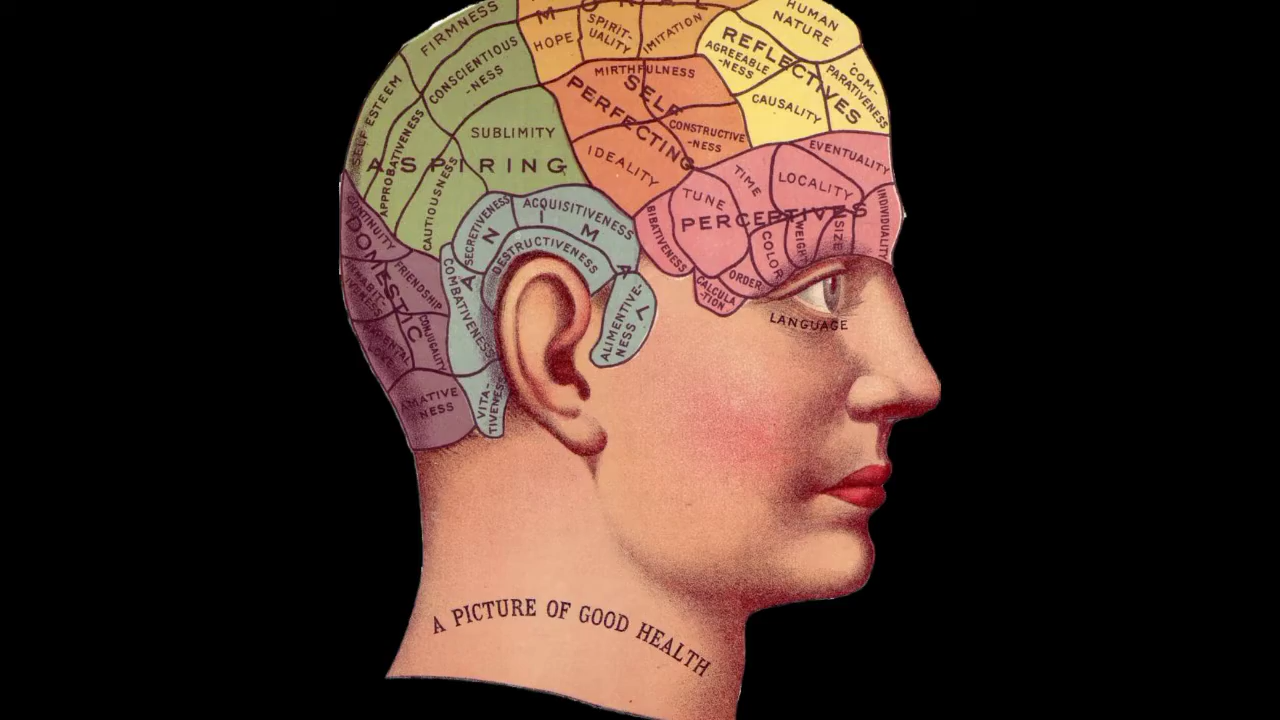 FIRMNESS
MORAL
HOPE
SPIRIT-
UALITY
IMITATION
HUMAN
NATURE
REFLECTIVES
AGREEABLE
-NESS
COM-
PARATIVENESS
CAUSALITY
CONSCIENTIOUS
-NESS
SELF ESTEEM
APPROBATIVENESS
SUBLIMITY
ASPIRING
CAUTIOUSNESS
MIRTHFULNESS
SELF
PERFECTING
CONSTRUCTIVE
-NESS
IDEALITY
EVENTUALITY
LOCALITY
TIME
TUNE
PERCEPTIVES
INDIVIDUALITY
BIBATIVENESS
COLOR
WEIGHT
SIZE
ORDER
CALCULA
-TION
LANGUAGE
SECRETIVENESS
ACQUISITIVENESS
ANIMAL
DESTRUCTIVENESS
COMBATIVENESS
ALIMENTIVE-
NESS
VITA-
TIVENESS
CONTINUITY
DOMESTIC
FRIENDSHIP
CONJUGALITY
AMATIVE
NESS
A PICTURE OF GOOD HEALTH